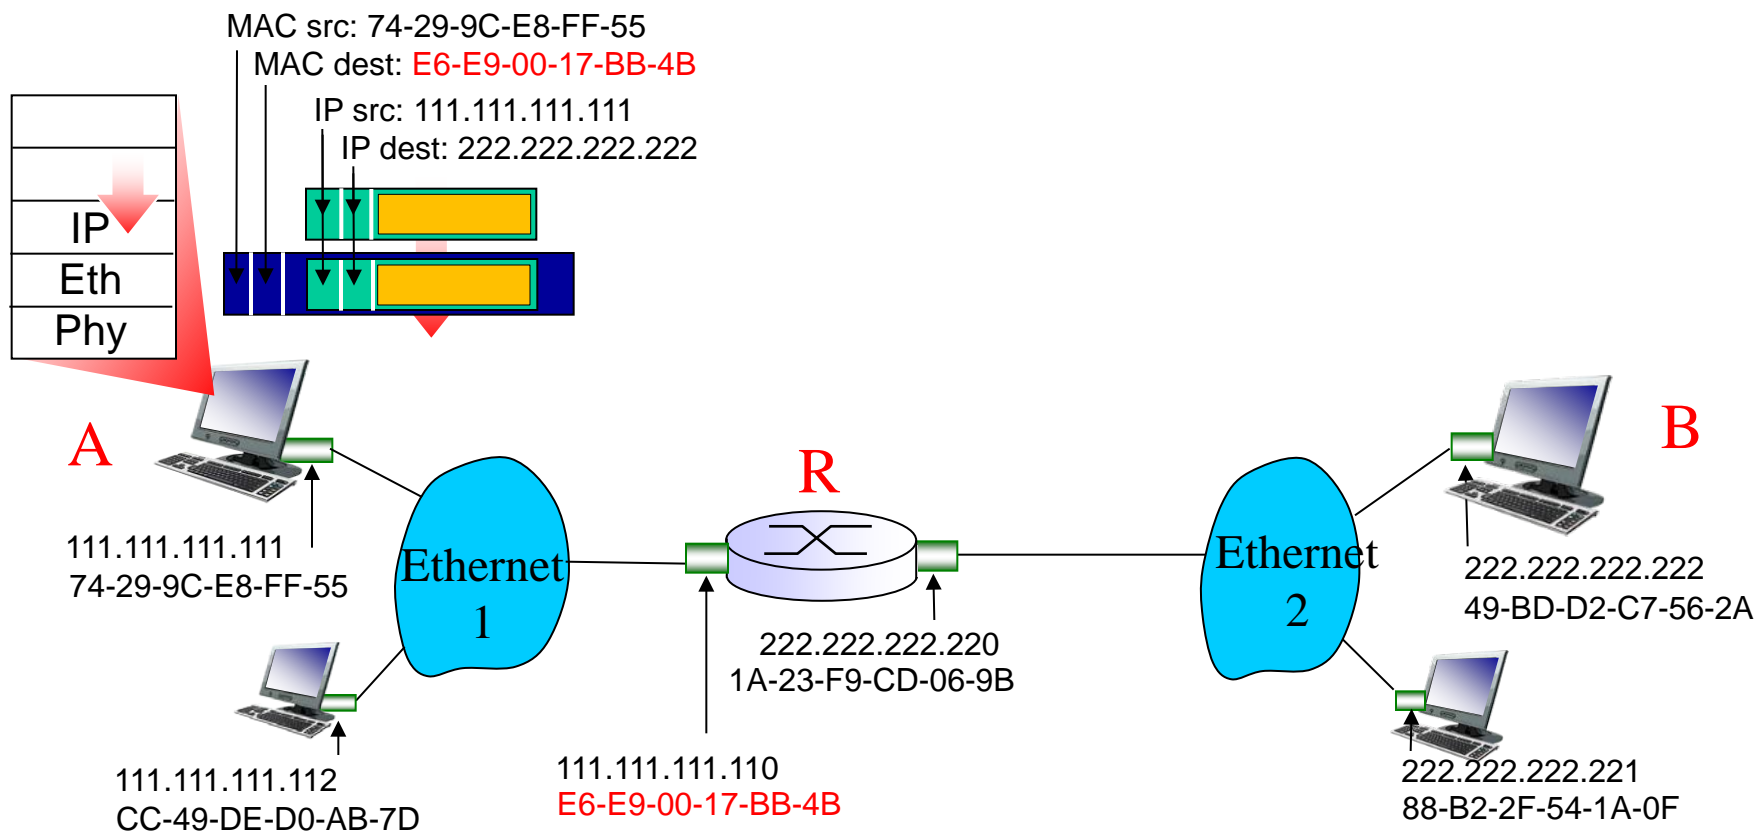 MAC src: 74-29-9C-E8-FF-55
MAC dest: E6-E9-00-17-BB-4B
IP src: 111.111.111.111
IP dest: 222.222.222.222
IP
Eth
Phy
A
111.111.111.111
74-29-9C-E8-FF-55
111.111.111.112
CC-49-DE-D0-AB-7D
Ethernet
1
R
222.222.222.220
1A-23-F9-CD-06-9B
111.111.111.110
E6-E9-00-17-BB-4B
Ethernet
2
B
222.222.222.222
49-BD-D2-C7-56-2A
222.222.222.221
88-B2-2F-54-1A-0F